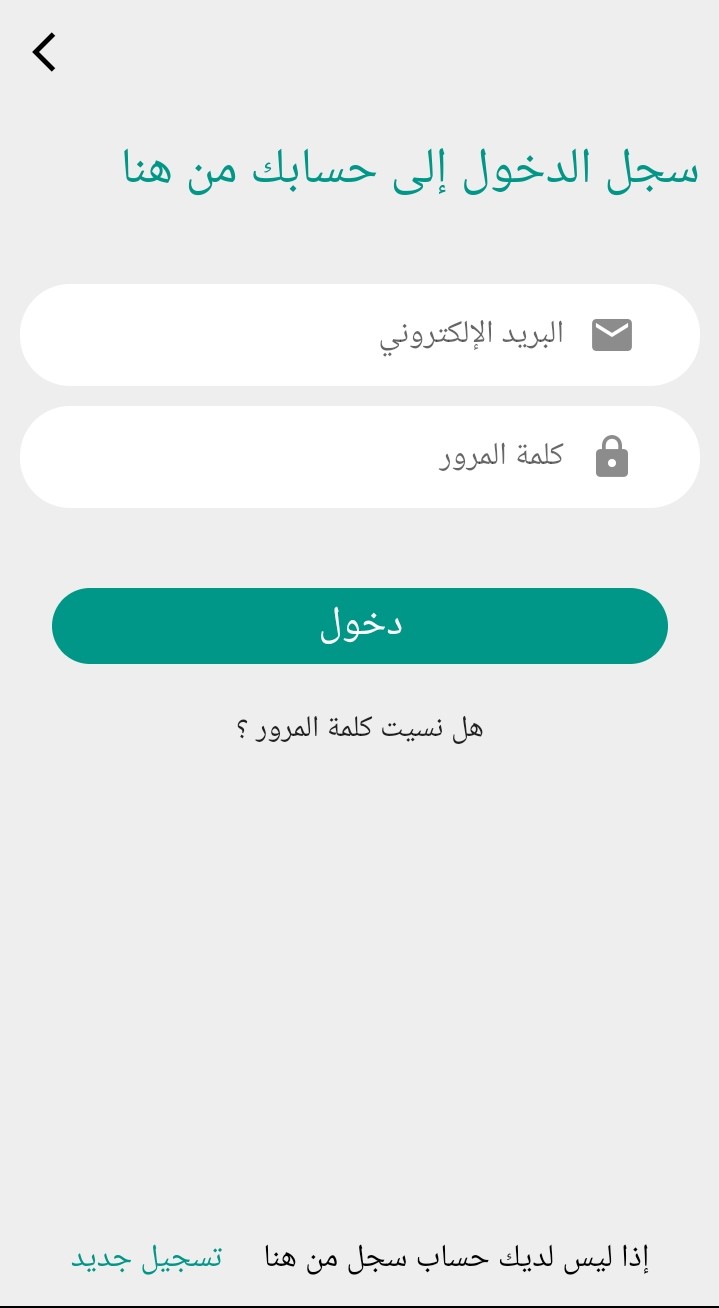 سجل الدخول إلى حسابك من هنا
البريد الإلكتروني
كلمة المرور
دخول
هل نسيت كلمة المرور ؟
إذا ليس لديك حساب سجل من هنا تسجيل جديد